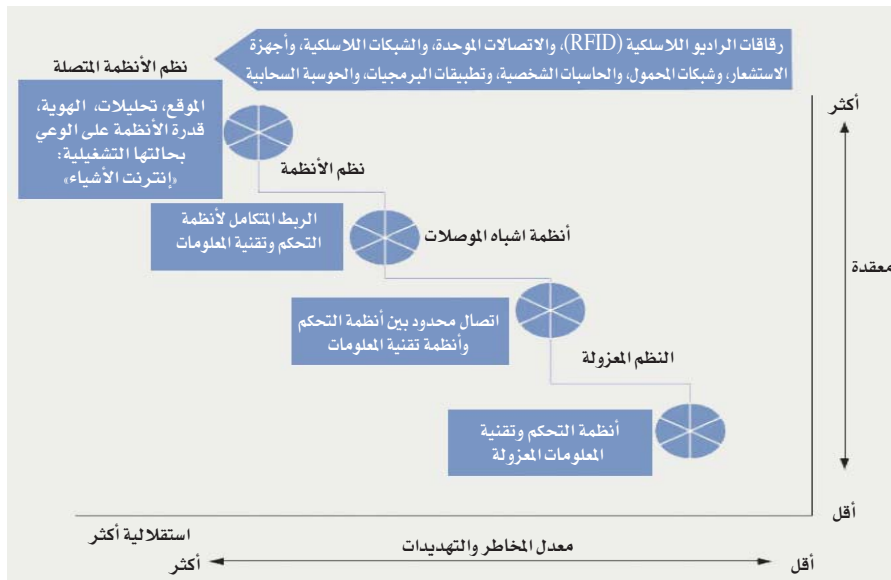 رقاقات الراديو اللاسلكية (RFID)، والاتصالات الموحدة، والشبكات اللاسلكية، وأجهزة
الاستشعار، وشبكات المحمول، والحاسبات الشخصية، وتطبيقات البرمجيات، والحوسبة السحابية
نظم الأنظمة المتصلة
الموقع، تحليلات، الهوية،
قدرة الأنظمة على الوعي
بحالتها التشغيلية:
«إنترنت الأشياء»
نظم الأنظمة
الربط المتكامل لأنظمة
التحكم وتقنية المعلومات
أنظمة اشباه الموصلات
اتصال محدود بين أنظمة التحكم
وأنظمة تقنية المعلومات
النظم المعزولة
أنظمة التحكم وتقنية
المعلومات المعزولة
أكثر
معقدة
أقل
استقلالية أكثر
معدل المخاطر والتهديدات
أقل
أكثر